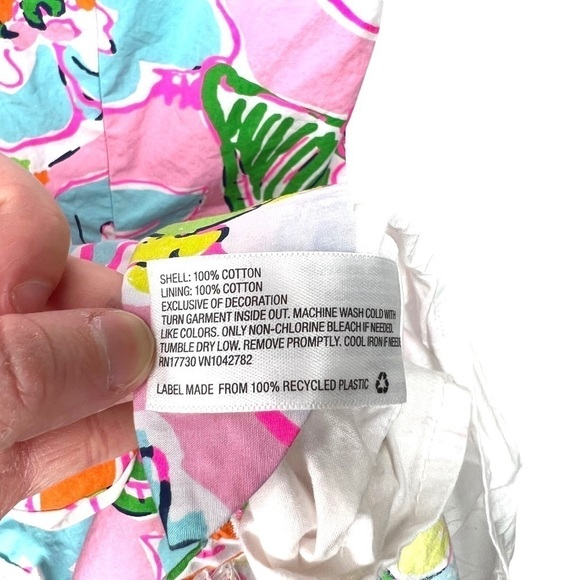 SHELL: 100% COTTON
LINING: 100% COTTON
EXCLUSIVE OF DECORATION
TURN GARMENT INSIDE OUT. MACHINE WASH COLD WITH
LIKE COLORS. ONLY NON-CHLORINE BLEACH IF NEEDED.
TUMBLE DRY LOW. REMOVE PROMPTLY. COOL IRON IF NEEDED
RN17730 VN1042782
LABEL MADE FROM 100% RECYCLED PLASTIC